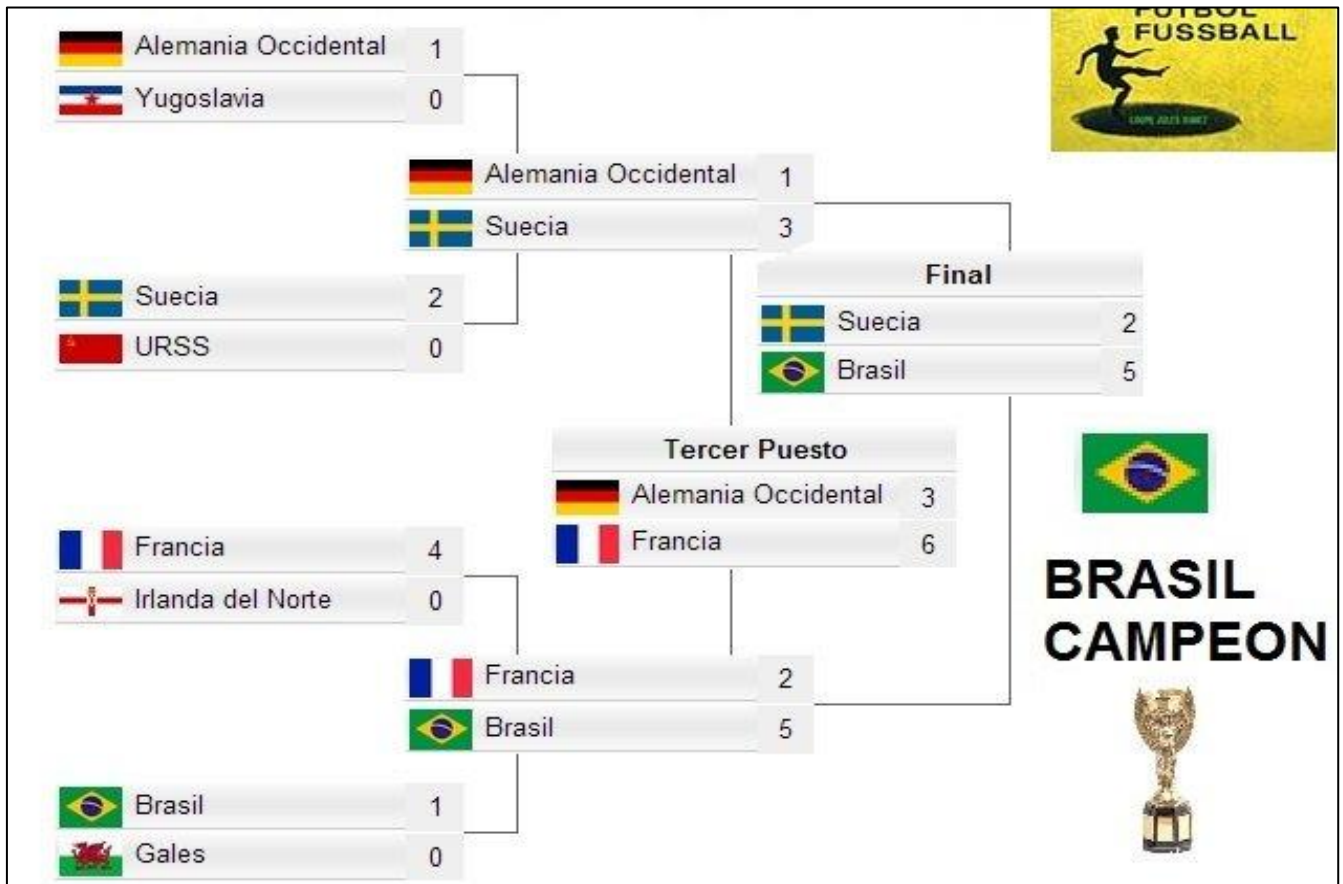 FUTBOL
FUSSBALL
Alemania Occidental 1
Yugoslavia 0
Alemania Occidental 1
Suecia 3
Suecia 2
URSS 0
Final
Suecia 2
Brasil 5
Tercer Puesto
Alemania Occidental 3
Francia 6
Francia 4
Irlanda del Norte 0
BRASIL
CAMPEON
Francia 2
Brasil 5
Brasil 1
Gales 0